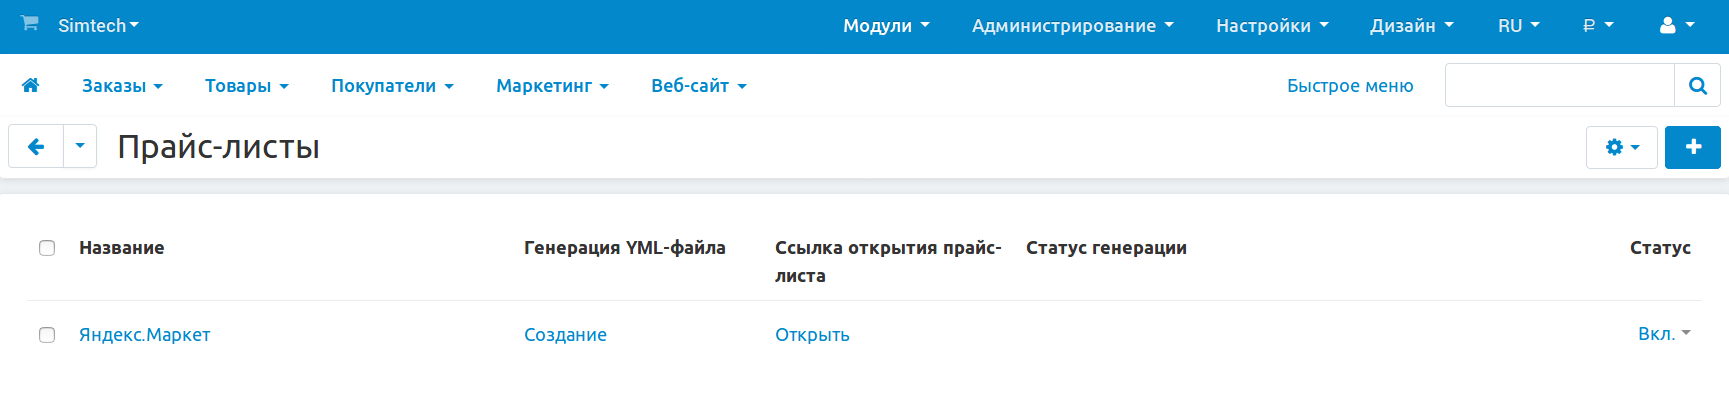 Simtech Модули Администрирование Настройки Дизайн RU ₽
Заказы Товары Покупатели Маркетинг Веб-сайт Быстрое меню
Прайс-листы
Название Генерация YML-файла Ссылка открытия прайс- Статус генерации Статус
листа
Яндекс.Маркет Создание Открыть Вкл.